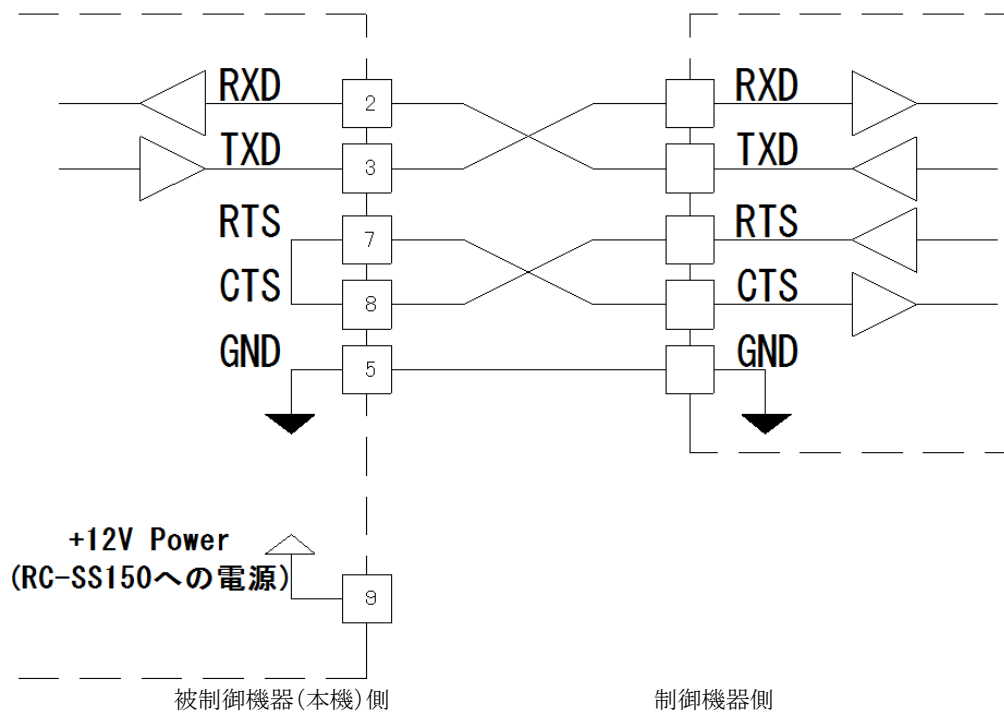 RXD 2 RXD
TXD 3 TXD
RTS 7 RTS
CTS 8 CTS
GND 5 GND
+12V Power
(RC-SS150への電源) 9
被制御機器(本機)側 制御機器側